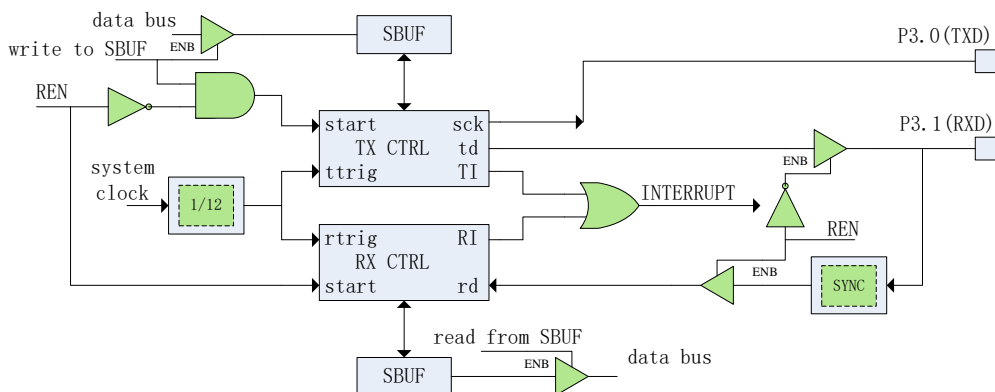 data bus
ENB
SBUF
P3.0(TXD)
write to SBUF
REN
start
sck
TX CTRL
td
ttrig
TI
P3.1(RXD)
ENB
system
clock
1/12
INTERRUPT
rtrig
RI
RX CTRL
start
rd
REN
ENB
SYNC
read from SBUF
ENB
SBUF
data bus